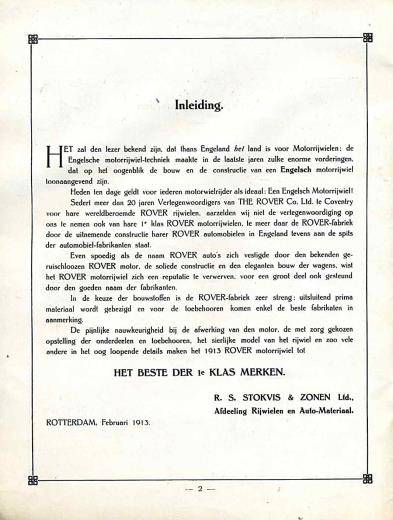 Inleiding.
HET zal den lezer bekend zijn, dat thans Engeland het land is voor Motorrijwielen; de
Engelsche motorrijwiel-techniek maakte in de laatste jaren zulke enorme vorderingen,
dat op het oogenblik de bouw en de constructie van een Engelsch motorrijwiel
toonaangevend zijn.
Heden ten dage geldt voor iederen motorwielrijder als ideaal: Een Engelsch Motorrijwiel!
Sedert meer dan 20 jaren Vertegenwoordigers van THE ROVER Co. Ltd. te Coventry
voor hare wereldberoemde ROVER rijwielen, aarzelden wij niet de vertegenwoordiging op
ons te nemen ook van hare 1e klas ROVER motorrijwielen, te meer daar de ROVER-fabriek
door de uitnemende constructie harer ROVER automobielen in Engeland tevens aan de spits
der automobiel-fabrikanten staat.
Even spoedig als de naam ROVER auto's zich vestigde door den bekenden ge-
ruischloozen ROVER motor, de soliede constructie en den eleganten bouw der wagens, wist
het ROVER motorrijwiel zich een reputatie te verwerven, voor een groot deel ook gesteund
door den goeden naam der fabrikanten.
In de keuze der bouwstoffen is de ROVER-fabriek zeer streng: uitsluitend prima
materiaal wordt gebezigd en voor de toebehooren komen enkel de beste fabrikaten in
aanmerking.
De pijnlijke nauwkeurigheid bij de afwerking van den motor, de met zorg gekozen
opstelling der onderdeelen en toebehooren, het sierlijke model van het rijwiel en zoo vele
andere in het oog loopende details maken het 1913 ROVER motorrijwiel tot
HET BESTE DER 1e KLAS MERKEN.
R. S. STOKVIS & ZONEN Ltd.,
Afdeeling Rijwielen en Auto-Materiaal.
ROTTERDAM, Februari 1913.
— 2 —